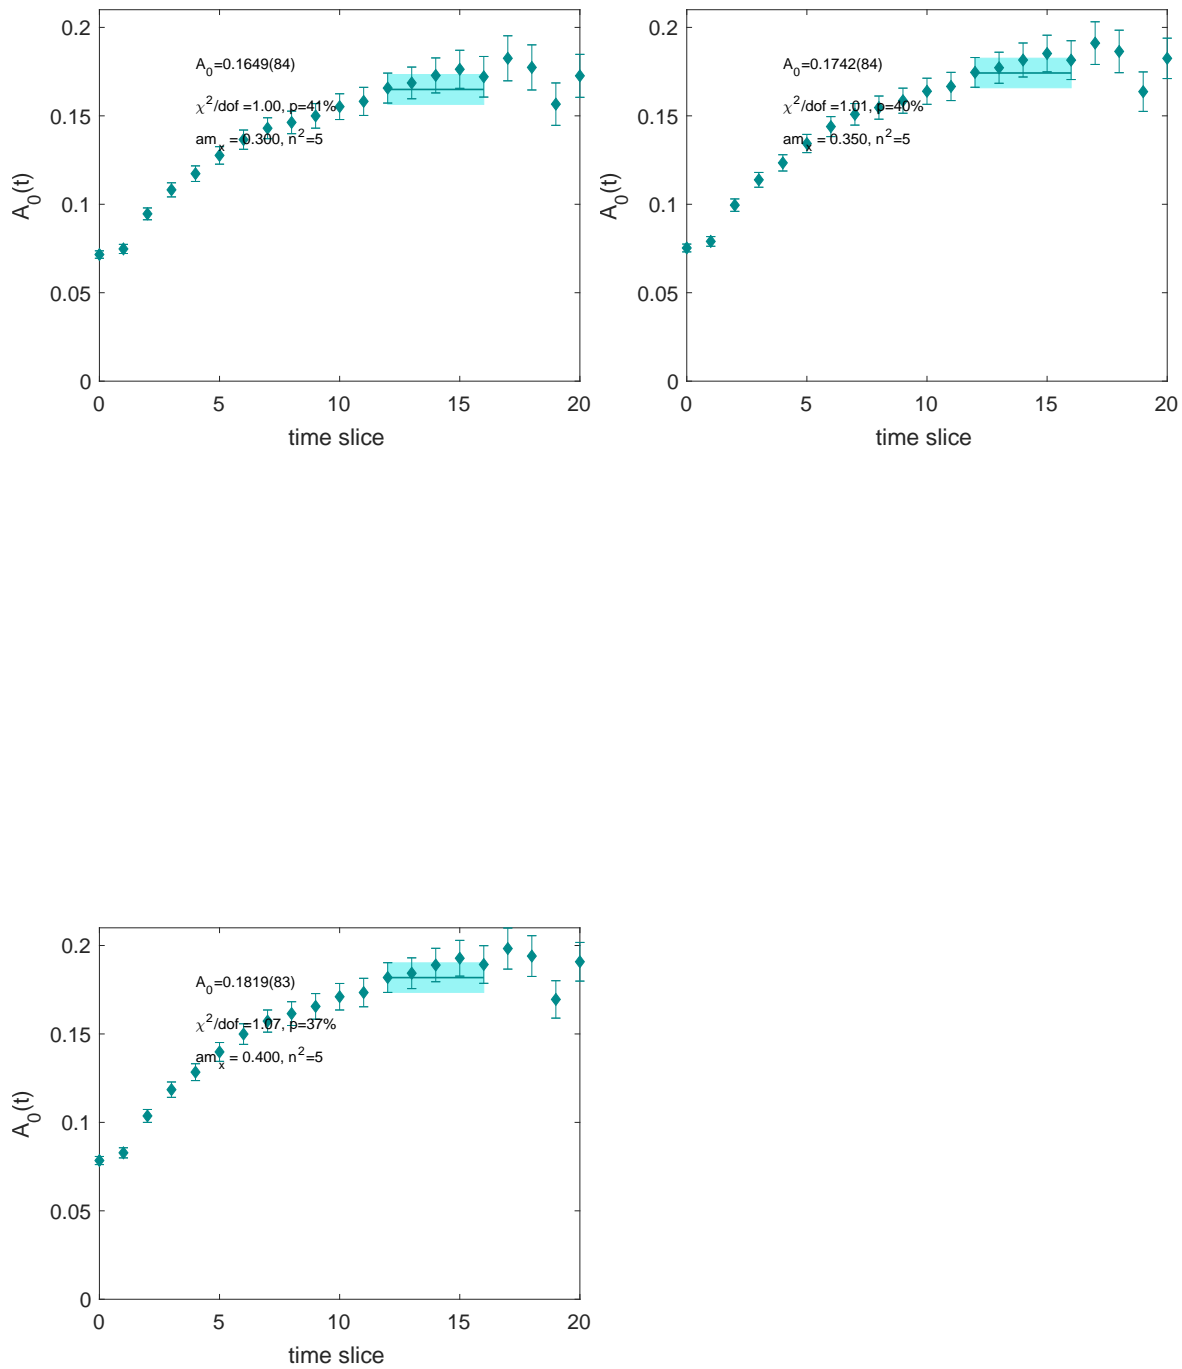 A₀(t)
0.2
0.15
0.1
0.05
0
A₀=0.1649(84)
χ²/dof =1.00, p=41%
amₓ = 0.300, n²=5
0 5 10 15 20
time slice
A₀(t)
0.2
0.15
0.1
0.05
0
A₀=0.1742(84)
χ²/dof =1.01, p=40%
amₓ = 0.350, n²=5
0 5 10 15 20
time slice
A₀(t)
0.2
0.15
0.1
0.05
0
A₀=0.1819(83)
χ²/dof =1.07, p=37%
amₓ = 0.400, n²=5
0 5 10 15 20
time slice